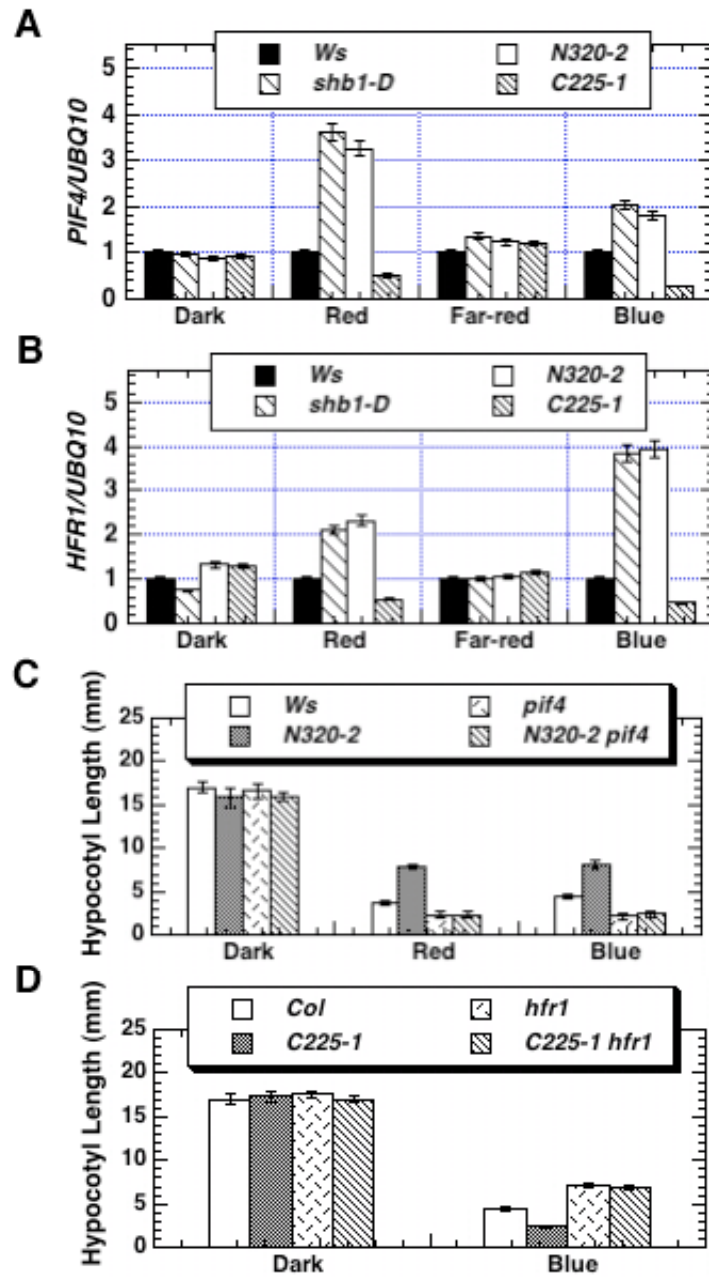 A
Ws N320-2
shb1-D C225-1
PIF4/UBQ10
5
4
3
2
1
0
Dark Red Far-red Blue
B
Ws N320-2
shb1-D C225-1
HFR1/UBQ10
5
4
3
2
1
0
Dark Red Far-red Blue
C
Ws pif4
N320-2 N320-2 pif4
Hypocotyl Length (mm)
25
20
15
10
5
0
Dark Red Blue
D
Col hfr1
C225-1 C225-1 hfr1
Hypocotyl Length (mm)
25
20
15
10
5
0
Dark Blue